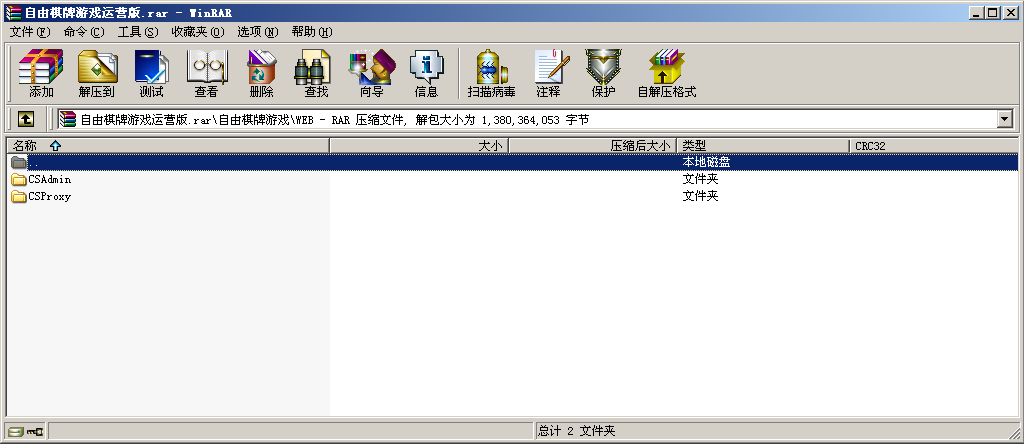 自由棋牌游戏运营版.rar - WinRAR
文件(F) 命令(C) 工具(S) 收藏夹(O) 选项(N) 帮助(H)
添加 解压到 测试 查看 删除 查找 向导 信息 扫描病毒 注释 保护 自解压格式
自由棋牌游戏运营版.rar\自由棋牌游戏\WEB - RAR 压缩文件, 解包大小为 1,380,364,053 字节
名称 大小 压缩后大小 类型 CRC32
.. 本地磁盘
CSAdmin 文件夹
CSProxy 文件夹
总计 2 文件夹